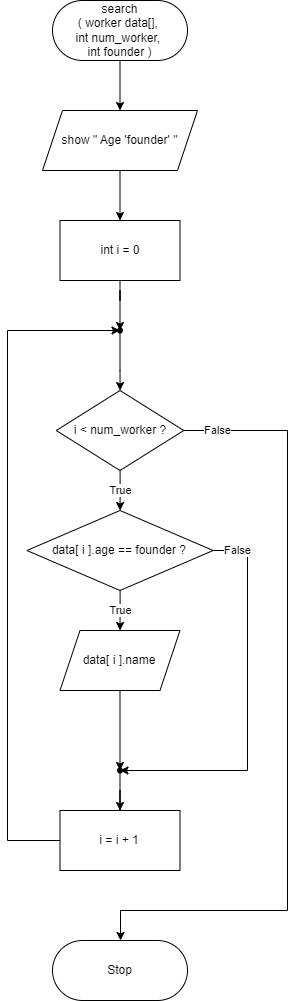 search
( worker data[],
int num_worker,
int founder )
show " Age 'founder' "
int i = 0
i < num_worker ?
False
True
data[ i ].age == founder ?
False
True
data[ i ].name
i = i + 1
Stop